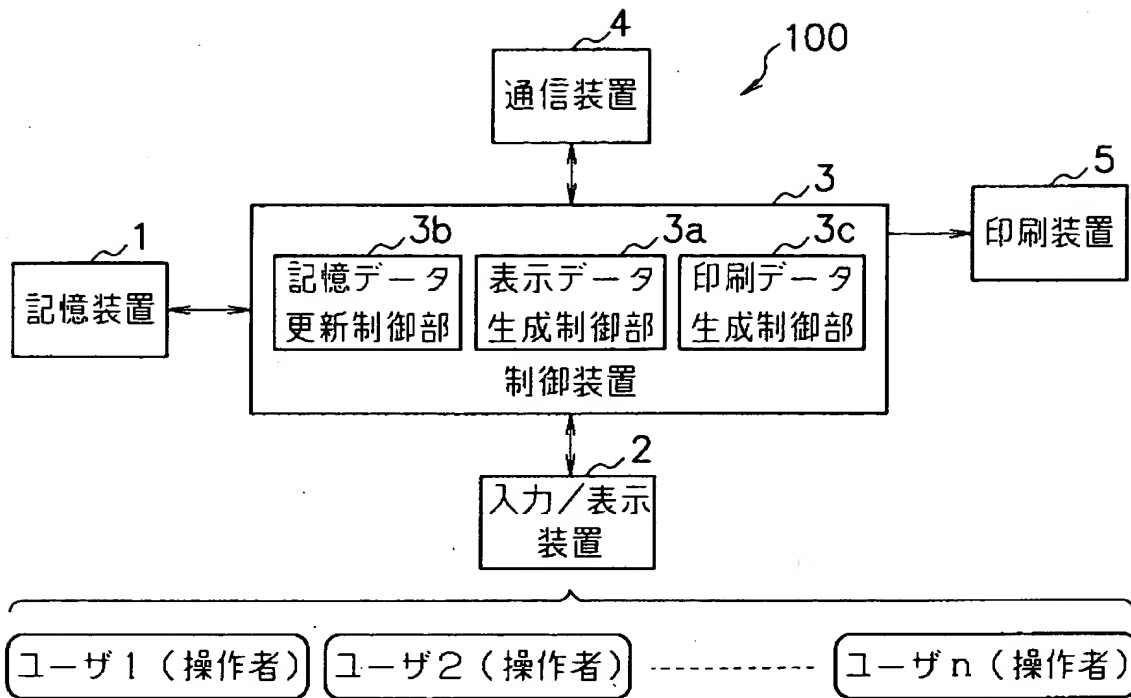 4
100
通信装置
3
5
印刷装置
1
記憶装置
3b
3a
3c
記憶データ
更新制御部
表示データ
生成制御部
印刷データ
生成制御部
制御装置
2
入力/表示
装置
ユーザ1(操作者)
ユーザ2(操作者)
ユーザn(操作者)